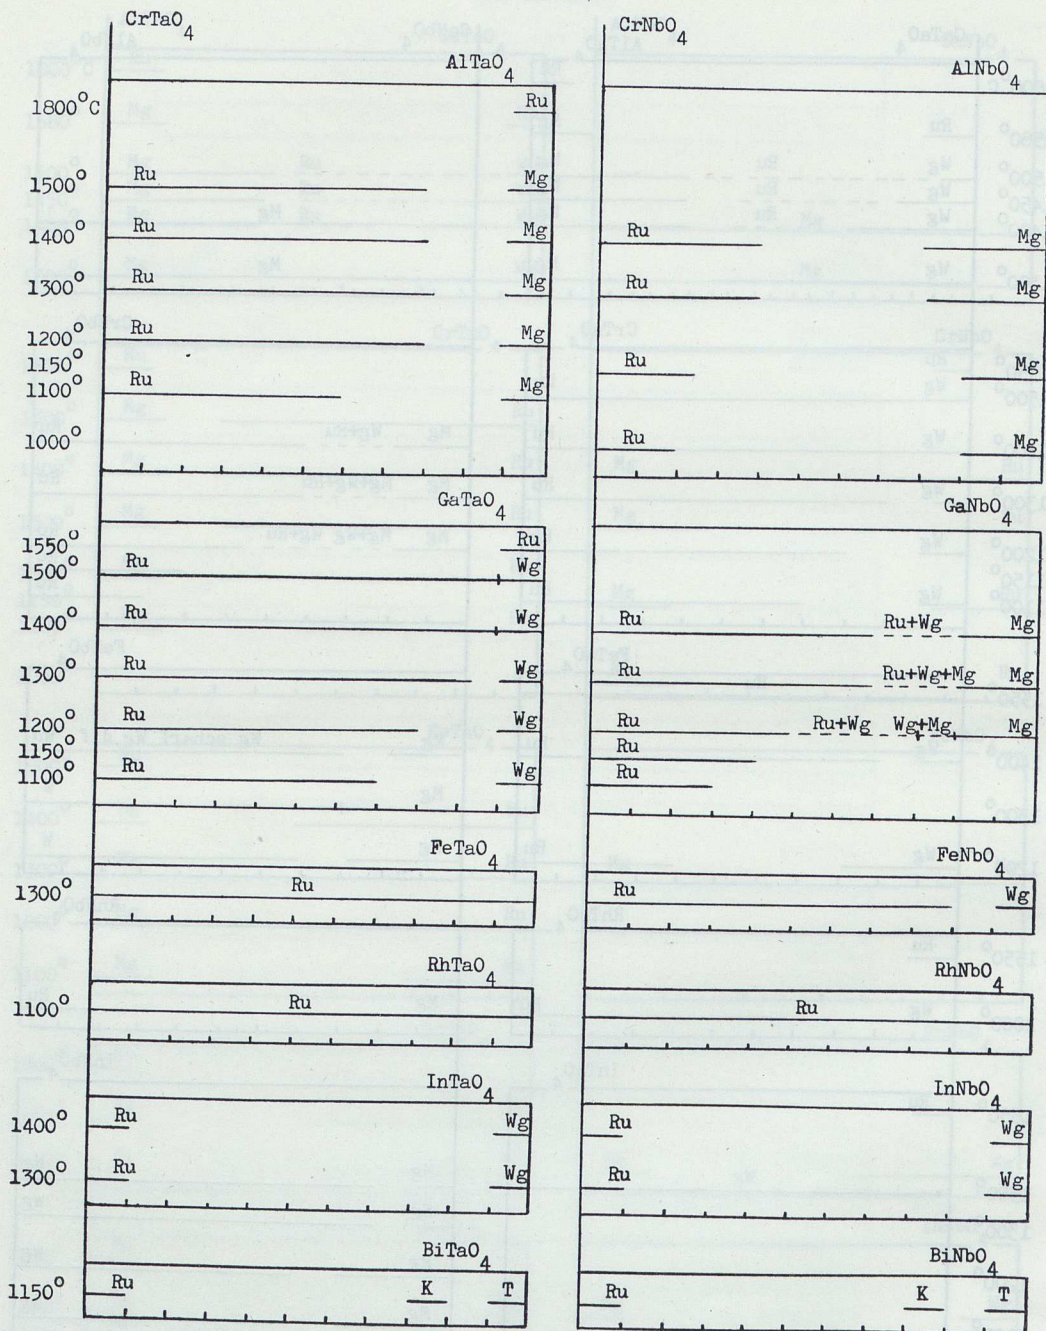 CrTaO4
AlTaO4
1800°C Ru
1500° Ru Mg
1400° Ru Mg
1300° Ru Mg
1200° Ru Mg
1150°
1100° Ru Mg
1000°
GaTaO4
1550° Ru
1500° Ru Wg
1400° Ru Wg
1300° Ru Wg
1200° Ru Wg
1150°
1100° Ru Wg
FeTaO4
1300° Ru
RhTaO4
1100° Ru
InTaO4
1400° Ru Wg
1300° Ru Wg
BiTaO4
1150° Ru K T
CrNbO4
AlNbO4
Ru Mg
Ru Mg
Ru Mg
Ru Mg
GaNbO4
Ru Ru+Wg Mg
Ru Ru+Wg+Mg Mg
Ru Ru+Wg Wg+Mg Mg
Ru
Ru
FeNbO4
Ru Wg
RhNbO4
Ru
InNbO4
Ru Wg
Ru Wg
BiNbO4
Ru K T